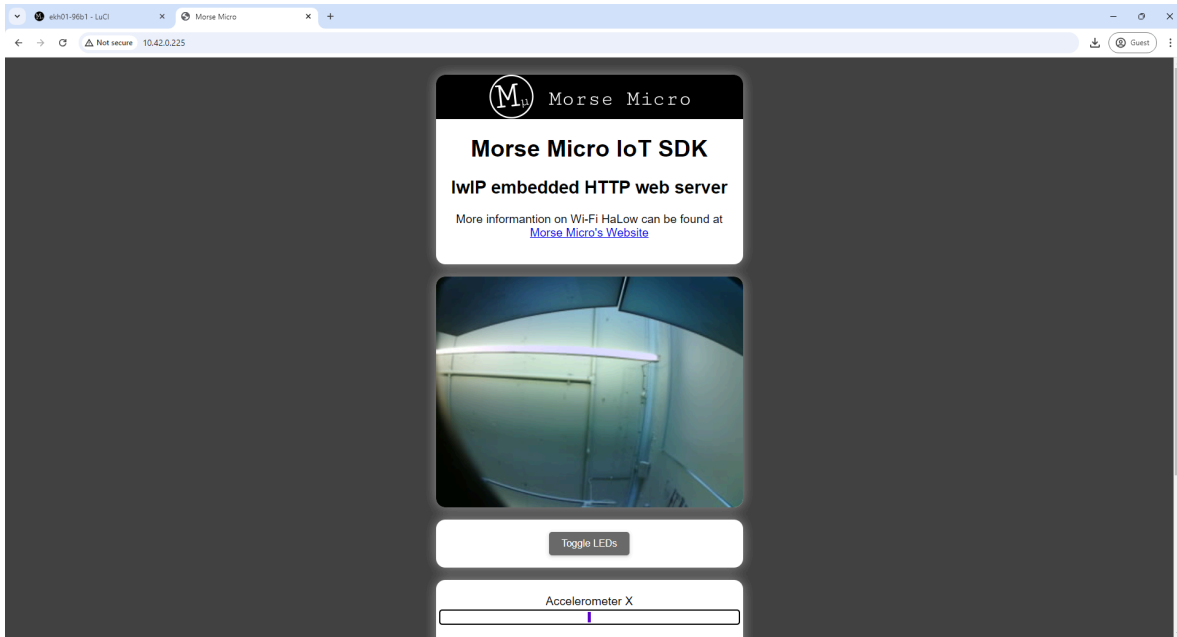 ekh01-96b1 - LuCI
Morse Micro
Not secure 10.42.0.225
Guest
Mμ Morse Micro
Morse Micro IoT SDK
lwIP embedded HTTP web server
More informantion on Wi-Fi HaLow can be found at
Morse Micro's Website
Toggle LEDs
Accelerometer X